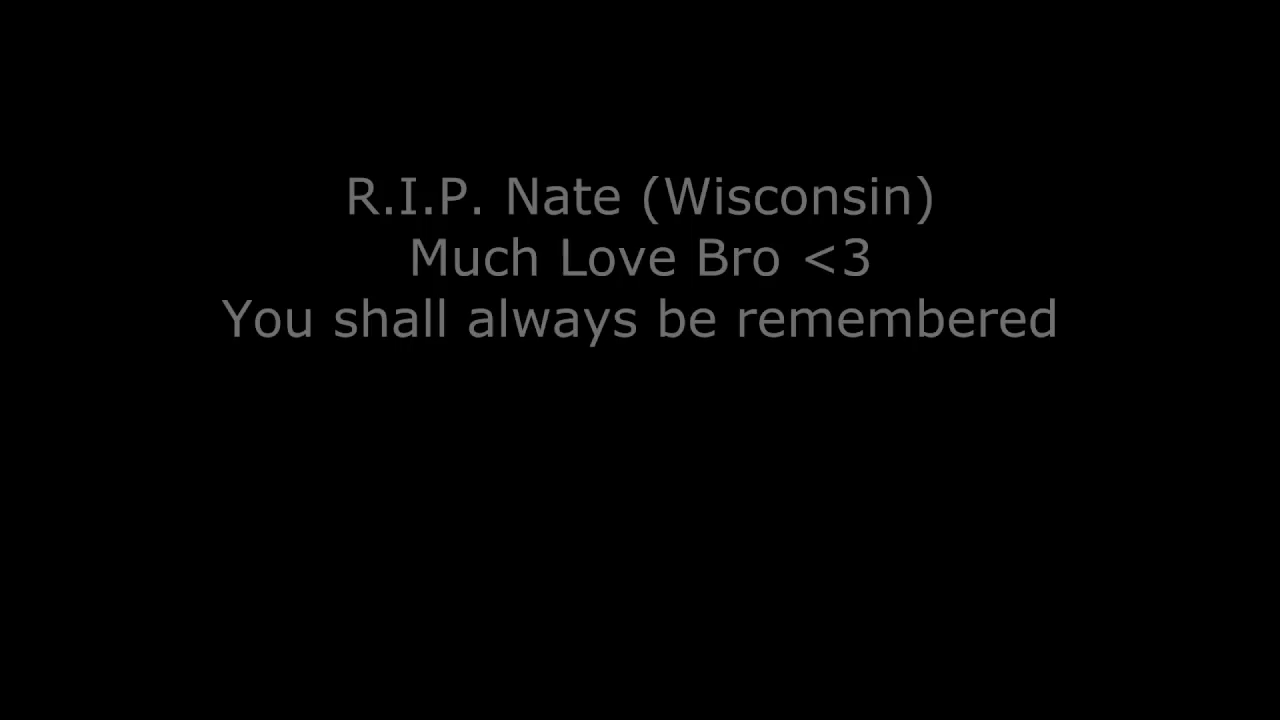 R.I.P. Nate (Wisconsin)
Much Love Bro <3
You shall always be remembered